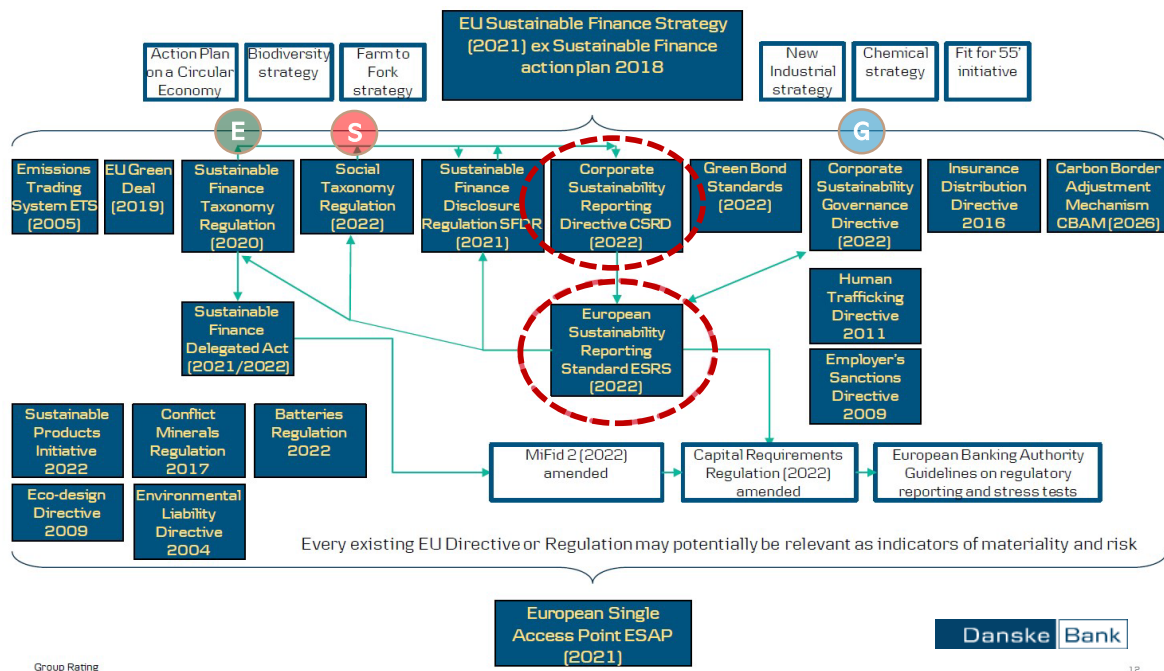 EU Sustainable Finance Strategy
(2021) ex Sustainable Finance
action plan 2018
Action Plan
on a Circular
Economy
Biodiversity
strategy
Farm to
Fork
strategy
New
Industrial
strategy
Chemical
strategy
Fit for 55'
initiative
E
S
G
Emissions
Trading
System ETS
(2005)
EU Green
Deal
(2019)
Sustainable
Finance
Taxonomy
Regulation
(2020)
Social
Taxonomy
Regulation
(2022)
Sustainable
Finance
Disclosure
Regulation SFDR
(2021)
Corporate
Sustainability
Reporting
Directive CSRD
(2022)
Green Bond
Standards
(2022)
Corporate
Sustainability
Governance
Directive
(2022)
Insurance
Distribution
Directive
2016
Carbon Border
Adjustment
Mechanism
CBAM (2026)
Sustainable
Finance
Delegated Act
(2021/2022)
European
Sustainability
Reporting
Standard ESRS
(2022)
Human
Trafficking
Directive
2011
Employer's
Sanctions
Directive
2009
Sustainable
Products
Initiative
2022
Conflict
Minerals
Regulation
2017
Batteries
Regulation
2022
Eco-design
Directive
2009
Environmental
Liability
Directive
2004
MiFid 2 (2022)
amended
Capital Requirements
Regulation (2022)
amended
European Banking Authority
Guidelines on regulatory
reporting and stress tests
Every existing EU Directive or Regulation may potentially be relevant as indicators of materiality and risk
European Single
Access Point ESAP
(2021)
Danske Bank
Group Rating
12